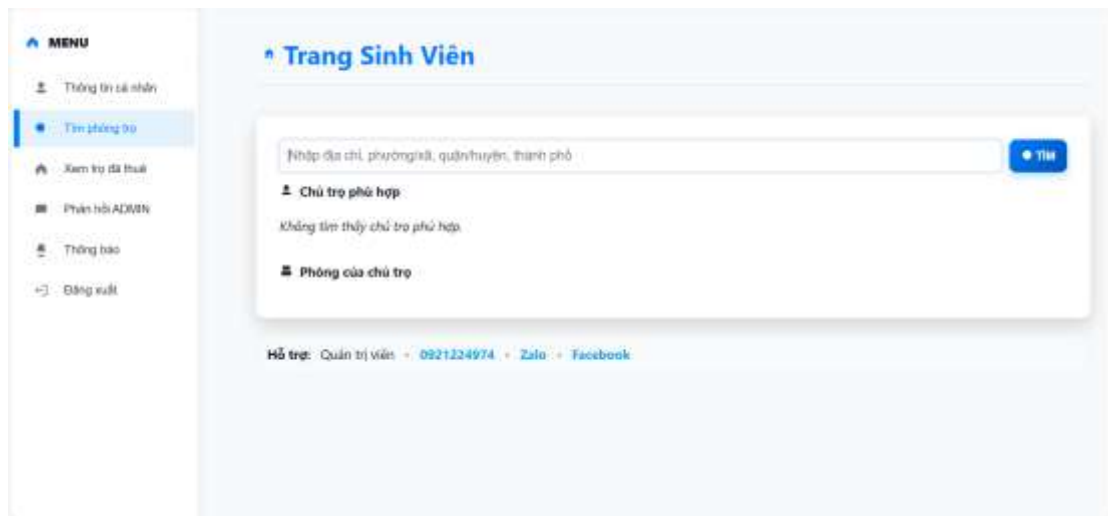 MENU
Thông tin cá nhân
Tìm phòng trọ
Xem trọ đã thuê
Phản hồi ADMIN
Thông báo
Đăng xuất
Trang Sinh Viên
Nhập địa chỉ, phường/xã, quận/huyện, thành phố
TÌM
Chủ trọ phù hợp
Không tìm thấy chủ trọ phù hợp.
Phòng của chủ trọ
Hỗ trợ: Quản trị viên • 0921224974 • Zalo • Facebook